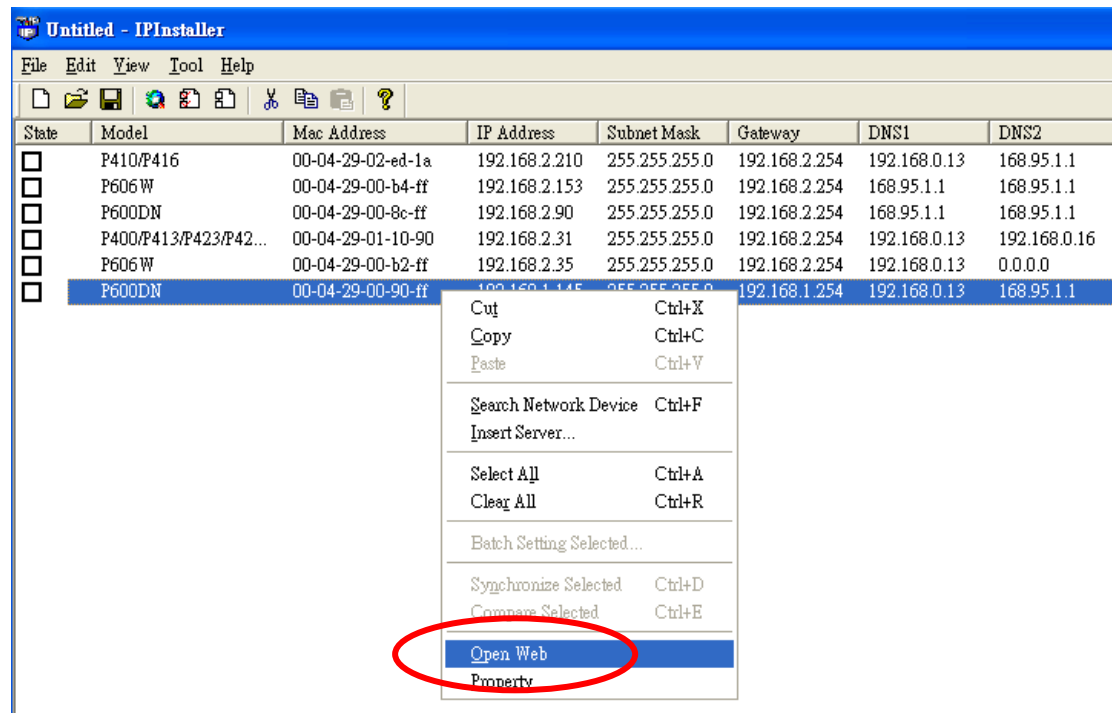 Untitled - IPInstaller
File Edit View Tool Help
State Model Mac Address IP Address Subnet Mask Gateway DNS1 DNS2
P410/P416 00-04-29-02-ed-1a 192.168.2.210 255.255.255.0 192.168.2.254 192.168.0.13 168.95.1.1
P606W 00-04-29-00-b4-ff 192.168.2.153 255.255.255.0 192.168.2.254 168.95.1.1 168.95.1.1
P600DN 00-04-29-00-8c-ff 192.168.2.90 255.255.255.0 192.168.2.254 168.95.1.1 168.95.1.1
P400/P413/P423/P42... 00-04-29-01-10-90 192.168.2.31 255.255.255.0 192.168.2.254 192.168.0.13 192.168.0.16
P606W 00-04-29-00-b2-ff 192.168.2.35 255.255.255.0 192.168.2.254 192.168.0.13 0.0.0.0
P600DN 00-04-29-00-90-ff 192.168.1.145 255.255.255.0 192.168.1.254 192.168.0.13 168.95.1.1
Cut Ctrl+X
Copy Ctrl+C
Paste Ctrl+V
Search Network Device Ctrl+F
Insert Server...
Select All Ctrl+A
Clear All Ctrl+R
Batch Setting Selected...
Synchronize Selected Ctrl+D
Compare Selected Ctrl+E
Open Web
Property